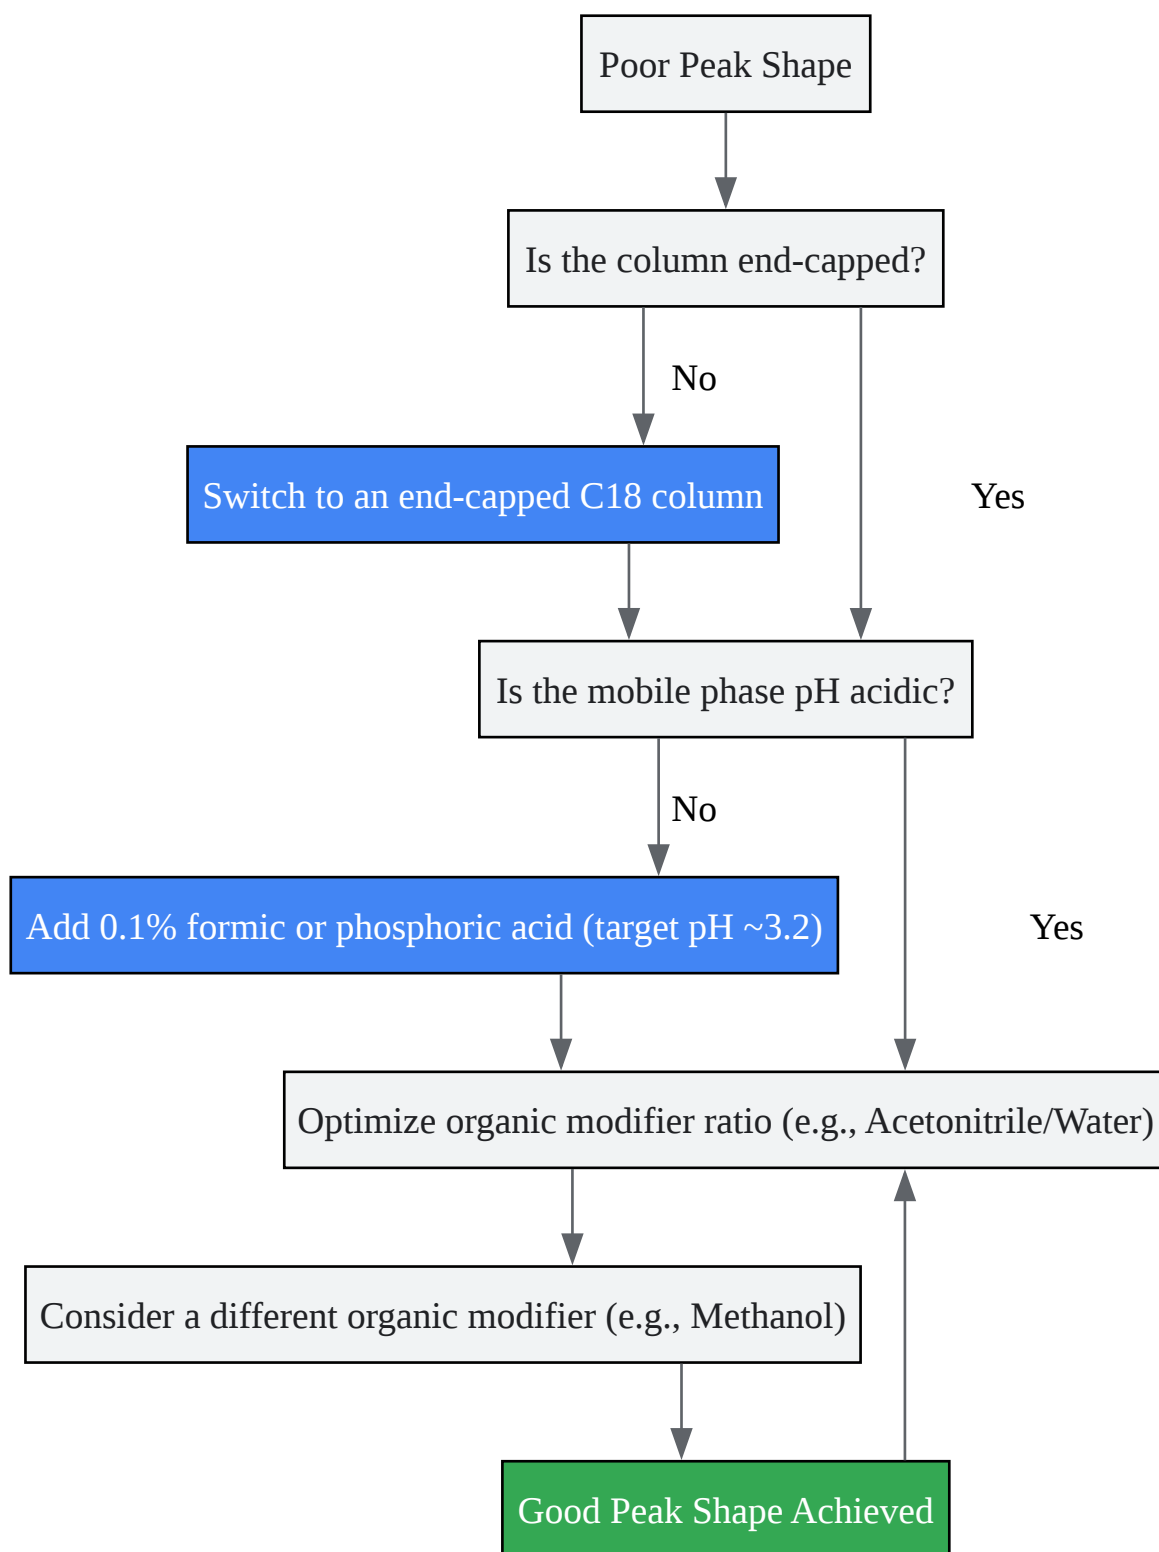 Poor Peak Shape
Is the column end-capped?
No
Switch to an end-capped C18 column
Yes
Is the mobile phase pH acidic?
No
Add 0.1% formic or phosphoric acid (target pH ~3.2)
Yes
Optimize organic modifier ratio (e.g., Acetonitrile/Water)
Consider a different organic modifier (e.g., Methanol)
Good Peak Shape Achieved